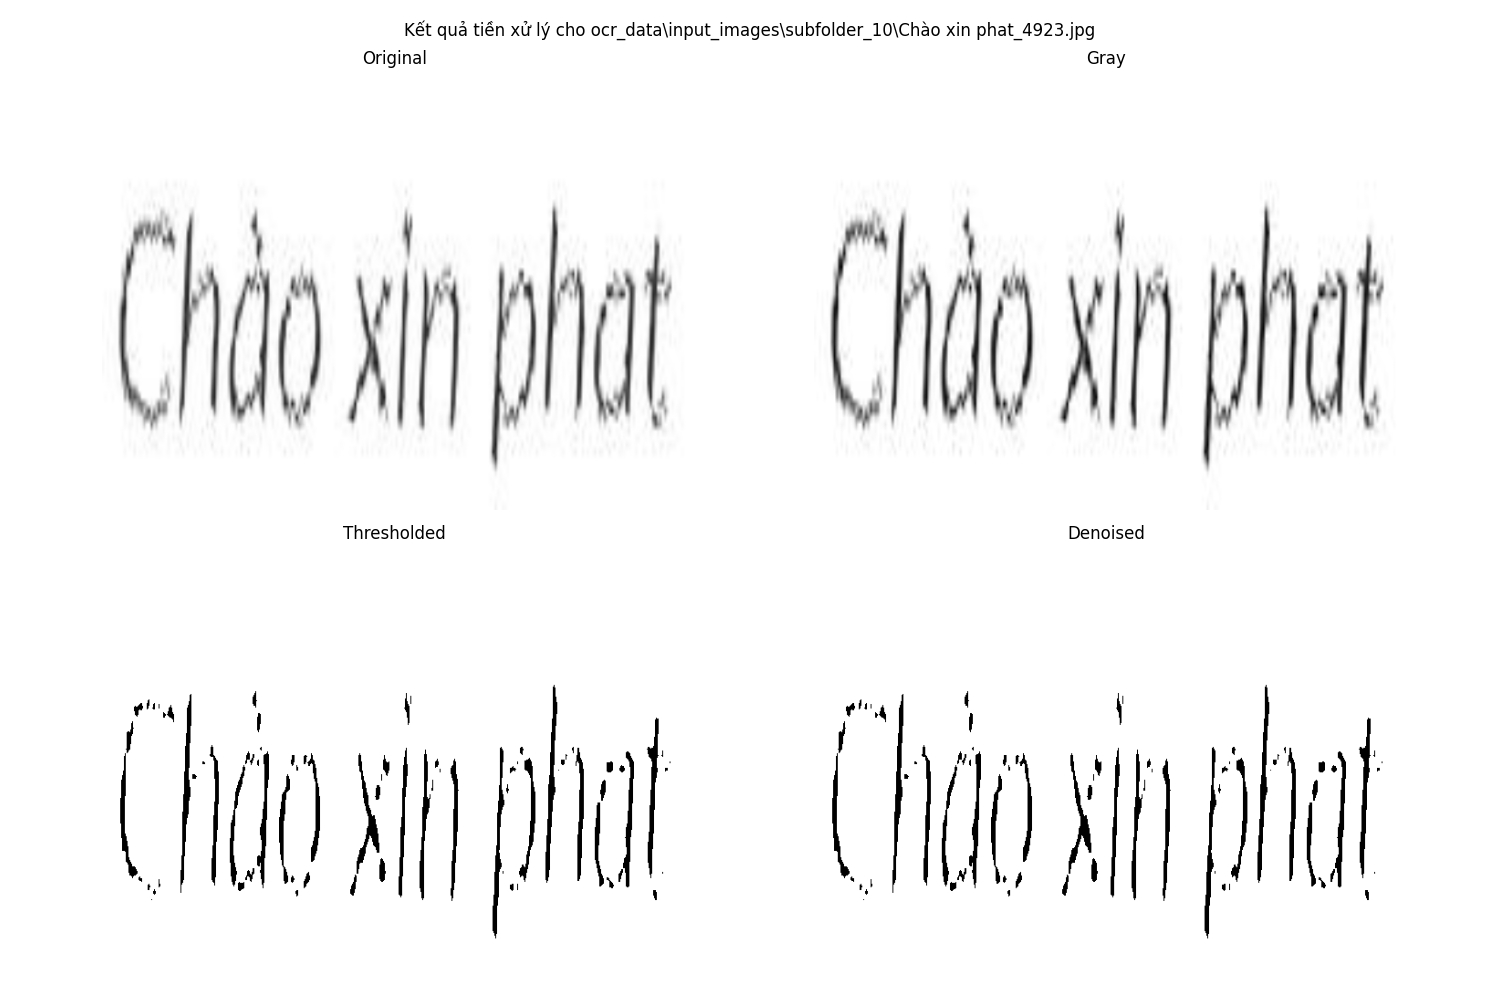 Kết quả tiền xử lý cho ocr_data\input_images\subfolder_10\Chào xin phat_4923.jpg
Original
Gray
Chào xin phat
Chào xin phat
Thresholded
Denoised
Chào xin phat
Chào xin phat